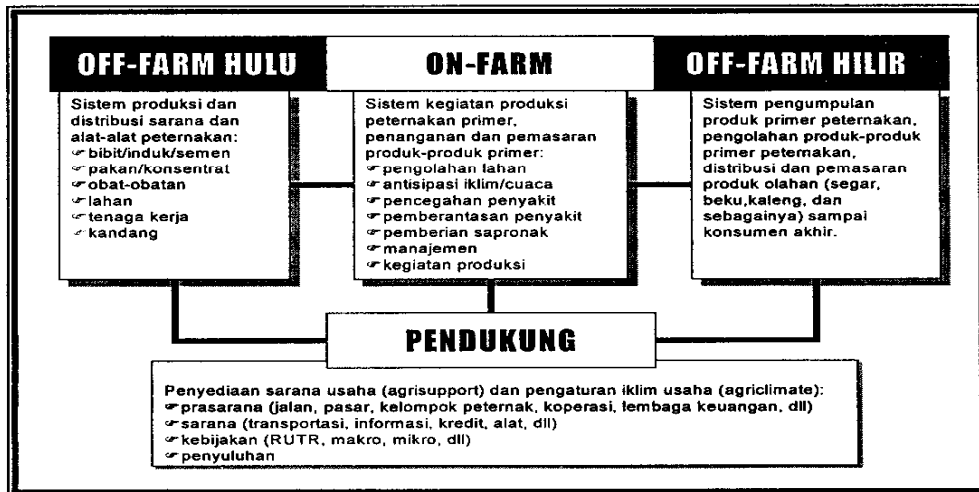 OFF-FARM HULU
Sistem produksi dan
distribusi sarana dan
alat-alat peternakan:
☞bibit/induk/semen
☞pakan/konsentrat
☞obat-obatan
☞lahan
☞tenaga kerja
☞kandang
ON-FARM
Sistem kegiatan produksi
peternakan primer,
penanganan dan pemasaran
produk-produk primer:
☞pengolahan lahan
☞antisipasi iklim/cuaca
☞pencegahan penyakit
☞pemberantasan penyakit
☞pemberian sapronak
☞manajemen
☞kegiatan produksi
OFF-FARM HILIR
Sistem pengumpulan
produk primer peternakan,
pengolahan produk-produk
primer peternakan,
distribusi dan pemasaran
produk olahan (segar,
beku,kaleng, dan
sebagainya) sampai
konsumen akhir.
PENDUKUNG
Penyediaan sarana usaha (agrisupport) dan pengaturan iklim usaha (agriclimate):
☞prasarana (jalan, pasar, kelompok peternak, koperasi, lembaga keuangan, dll)
☞sarana (transportasi, informasi, kredit, alat, dll)
☞kebijakan (RUTR, makro, mikro, dll)
☞penyuluhan